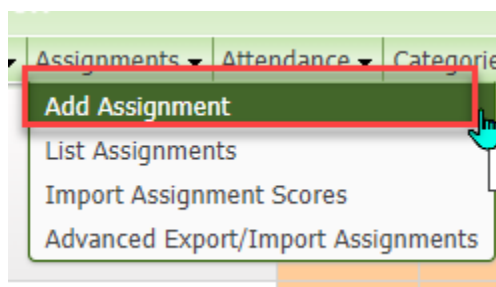 Assignments Attendance Categorie
Add Assignment
List Assignments
Import Assignment Scores
Advanced Export/Import Assignments